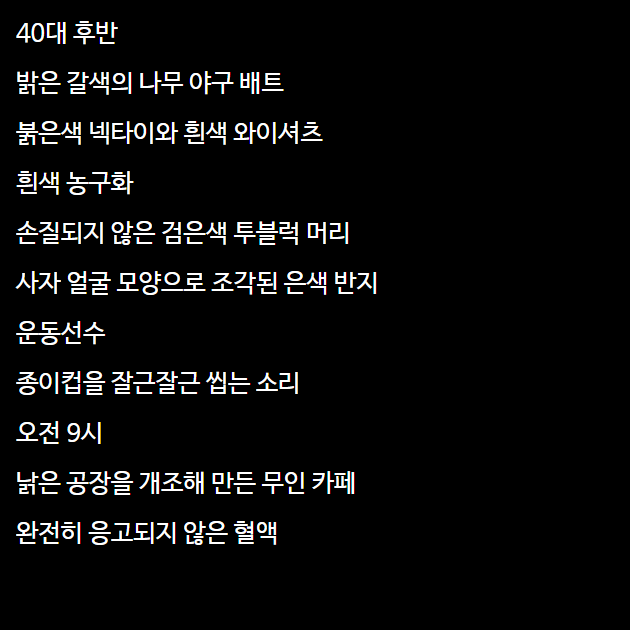 40대 후반
밝은 갈색의 나무 야구 배트
붉은색 넥타이와 흰색 와이셔츠
흰색 농구화
손질되지 않은 검은색 투블럭 머리
사자 얼굴 모양으로 조각된 은색 반지
운동선수
종이컵을 잘근잘근 씹는 소리
오전 9시
낡은 공장을 개조해 만든 무인 카페
완전히 응고되지 않은 혈액